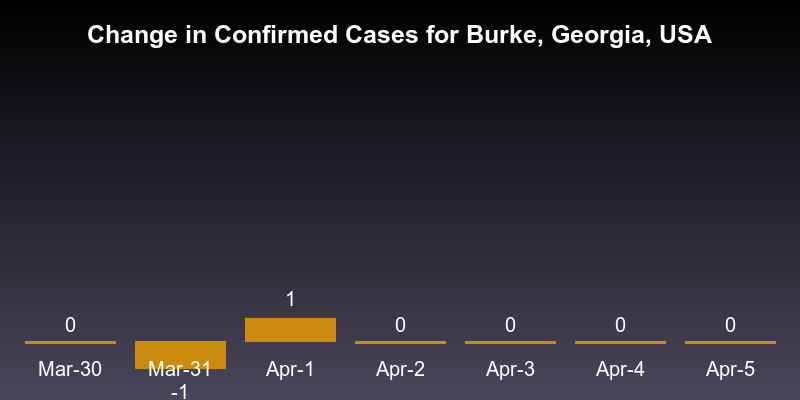 Change in Confirmed Cases for Burke, Georgia, USA
1
0 0 0 0 0
Mar-30 Mar-31 Apr-1 Apr-2 Apr-3 Apr-4 Apr-5
-1